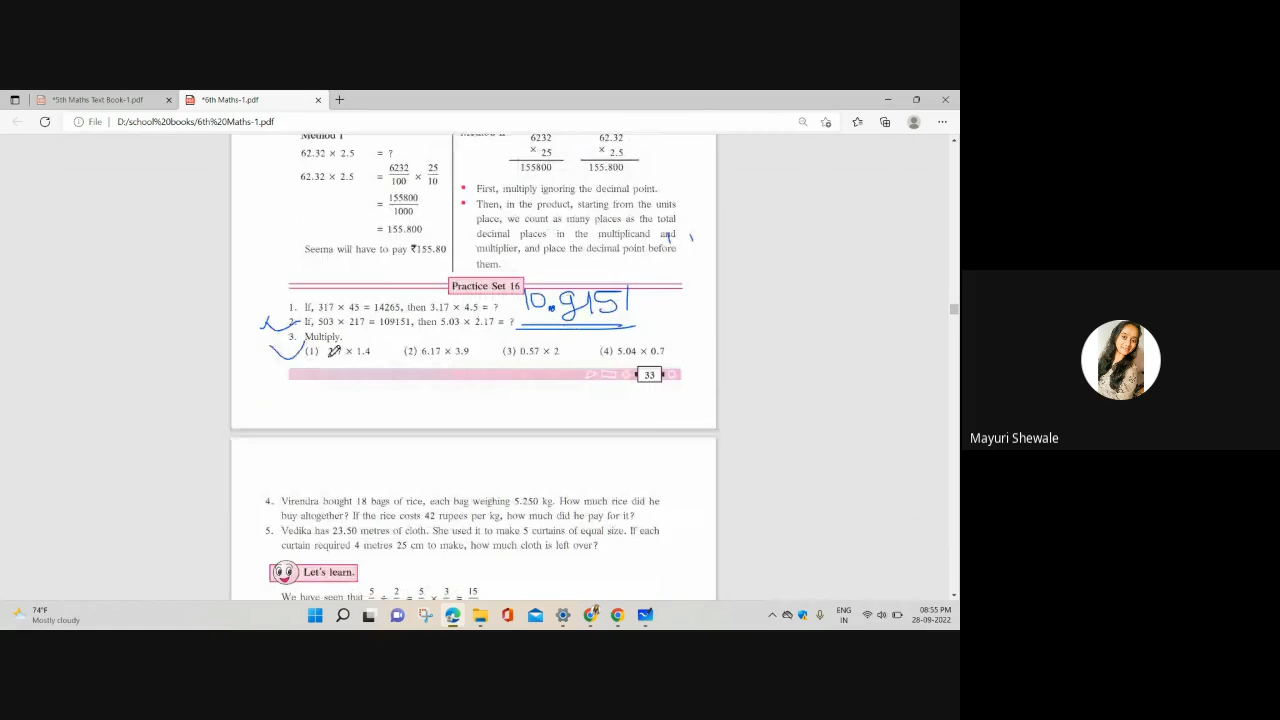 *5th Maths Text Book-1.pdf
*6th Maths-1.pdf
File
D:/school%20books/6th%20Maths-1.pdf
Method I
62.32 × 2.5 = ?
62.32 × 2.5 = 6232/100 × 25/10
= 155800/1000
= 155.800
Seema will have to pay ₹155.80
6232 62.32
× 25 × 2.5
155800 155.800
First, multiply ignoring the decimal point.
Then, in the product, starting from the units
place, we count as many places as the total
decimal places in the multiplicand and
multiplier, and place the decimal point before
them.
Practice Set 16
1. If, 317 × 45 = 14265, then 3.17 × 4.5 = ?
10.9151
2. If, 503 × 217 = 109151, then 5.03 × 2.17 = ?
3. Multiply.
(1) × 1.4 (2) 6.17 × 3.9 (3) 0.57 × 2 (4) 5.04 × 0.7
33
4. Virendra bought 18 bags of rice, each bag weighing 5.250 kg. How much rice did he
buy altogether? If the rice costs 42 rupees per kg, how much did he pay for it?
5. Vedika has 23.50 metres of cloth. She used it to make 5 curtains of equal size. If each
curtain required 4 metres 25 cm to make, how much cloth is left over?
Let's learn.
We have seen that 5 ÷ 2 = 5 × 3 = 15
Mayuri Shewale
74°F
Mostly cloudy
ENG
IN
08:55 PM
28-09-2022